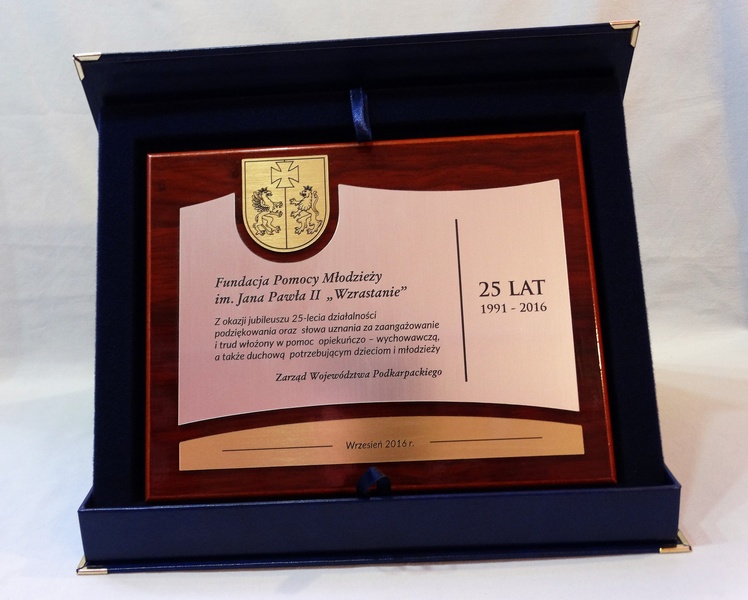 Fundacja Pomocy Młodzieży
im. Jana Pawła II „Wzrastanie”
Z okazji jubileuszu 25-lecia działalności
podziękowania oraz słowa uznania za zaangażowanie
i trud włożony w pomoc opiekuńczo – wychowawczą,
a także duchową potrzebującym dzieciom i młodzieży
Zarząd Województwa Podkarpackiego
25 LAT
1991 - 2016
Wrzesień 2016 r.